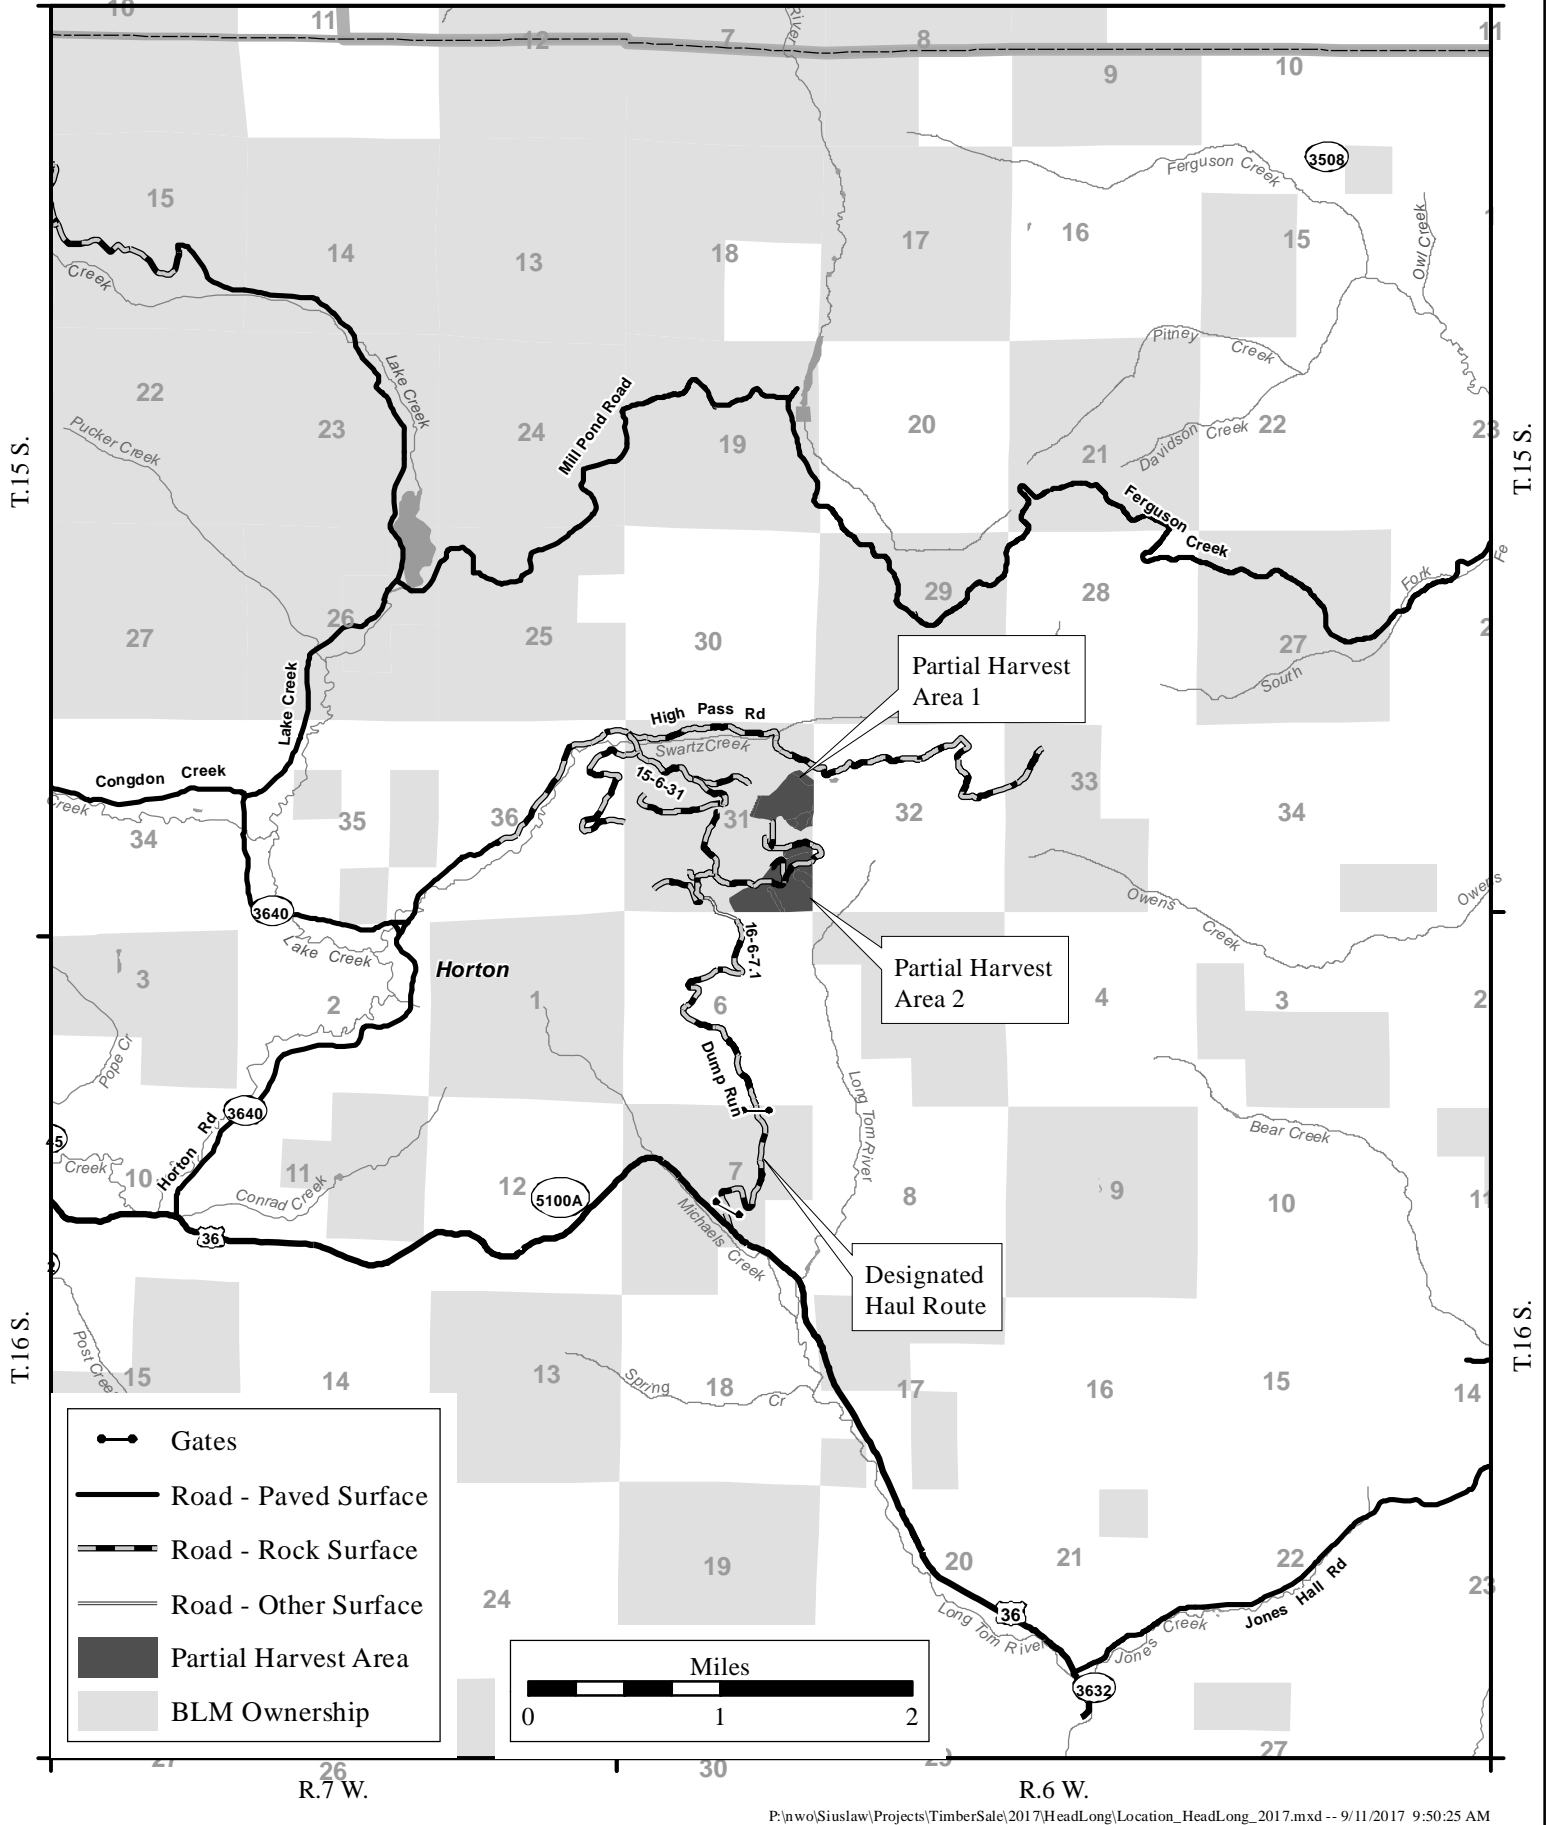 10
11
12
7
8
9
10
11
River
15
14
13
18
17
16
15
Ferguson Creek
3508
Owl Creek
Creek
Lake Creek
Pitney Creek
Davidson Creek
22
23
24
19
20
21
22
23
Pucker Creek
Mill Pond Road
T.15 S.
T.15 S.
Ferguson Creek
Fork
Fe
South
27
26
25
30
29
28
27
2
Partial Harvest
Area 1
Lake Creek
High Pass Rd
Swartz Creek
15-6-31
Congdon Creek
Creek
34
35
36
31
32
33
34
3640
Lake Creek
Horton
16-6-7.1
Owens Creek
Owens
Partial Harvest
Area 2
3
2
1
6
4
3
2
Pope Cr
Dump Run
Long Tom River
Bear Creek
3640
Horton Rd
45
Creek
10
11
12
7
8
9
10
11
Conrad Creek
5100A
36
Michaels Creek
Designated
Haul Route
Post Creek
T.16 S.
T.16 S.
15
14
13
18
17
16
15
14
Spring Cr
Gates
Road - Paved Surface
Road - Rock Surface
Road - Other Surface
Partial Harvest Area
BLM Ownership
24
19
20
21
22
23
36
Long Tom River
Jones Creek
Jones Hall Rd
3632
Miles
0 1 2
27
26
30
29
27
R.7 W.
R.6 W.
P:\nwo\Siuslaw\Projects\TimberSale\2017\HeadLong\Location_HeadLong_2017.mxd -- 9/11/2017 9:50:25 AM